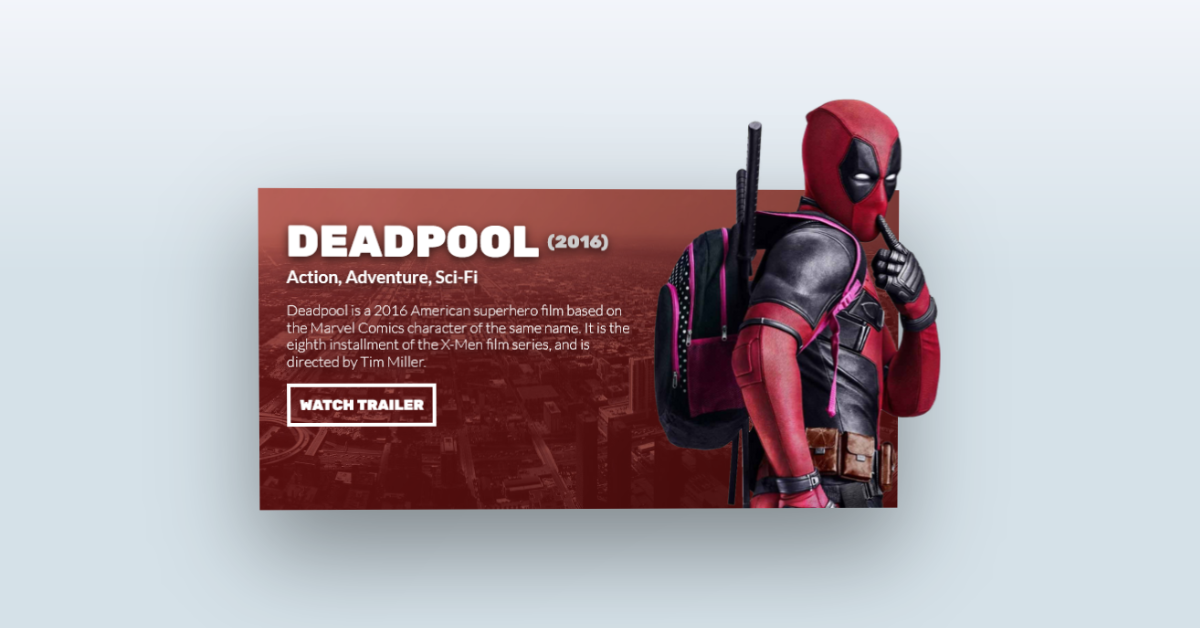 DEADPOOL (2016)
Action, Adventure, Sci-Fi
Deadpool is a 2016 American superhero film based on
the Marvel Comics character of the same name. It is the
eighth installment of the X-Men film series, and is
directed by Tim Miller.
WATCH TRAILER